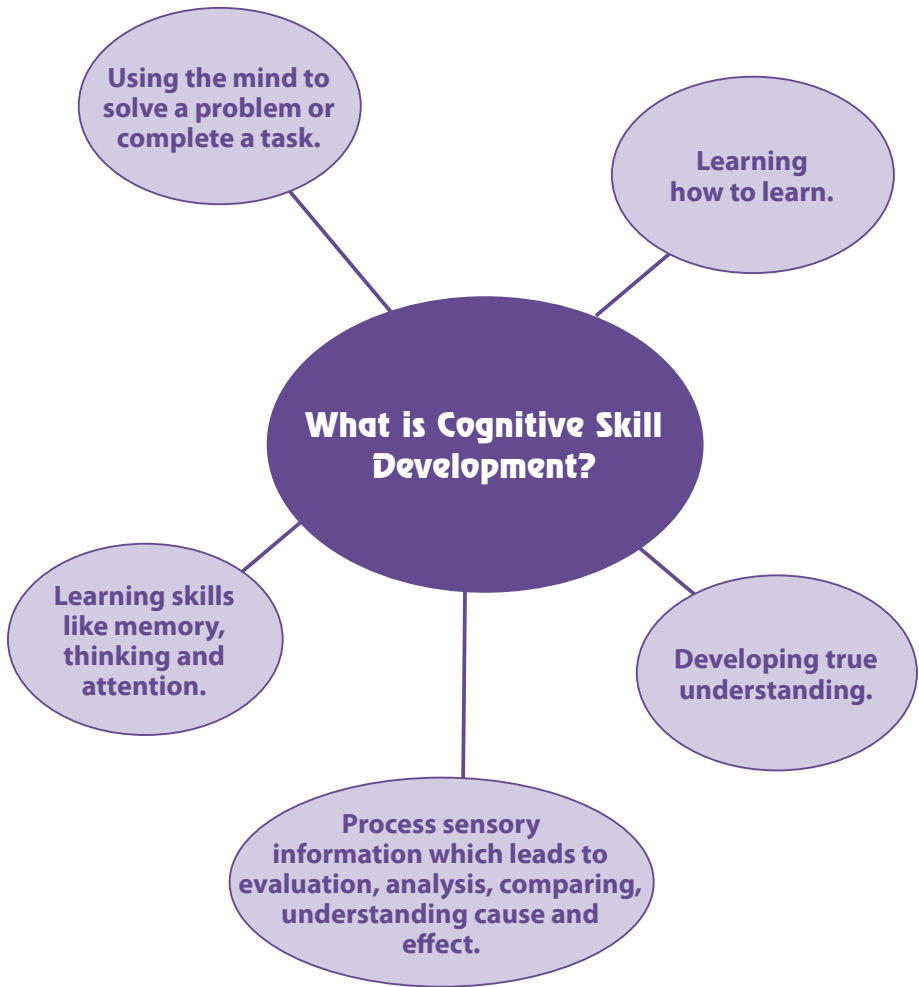 Using the mind to
solve a problem or
complete a task.
Learning
how to learn.
What is Cognitive Skill
Development?
Learning skills
like memory,
thinking and
attention.
Developing true
understanding.
Process sensory
information which leads to
evaluation, analysis, comparing,
understanding cause and
effect.